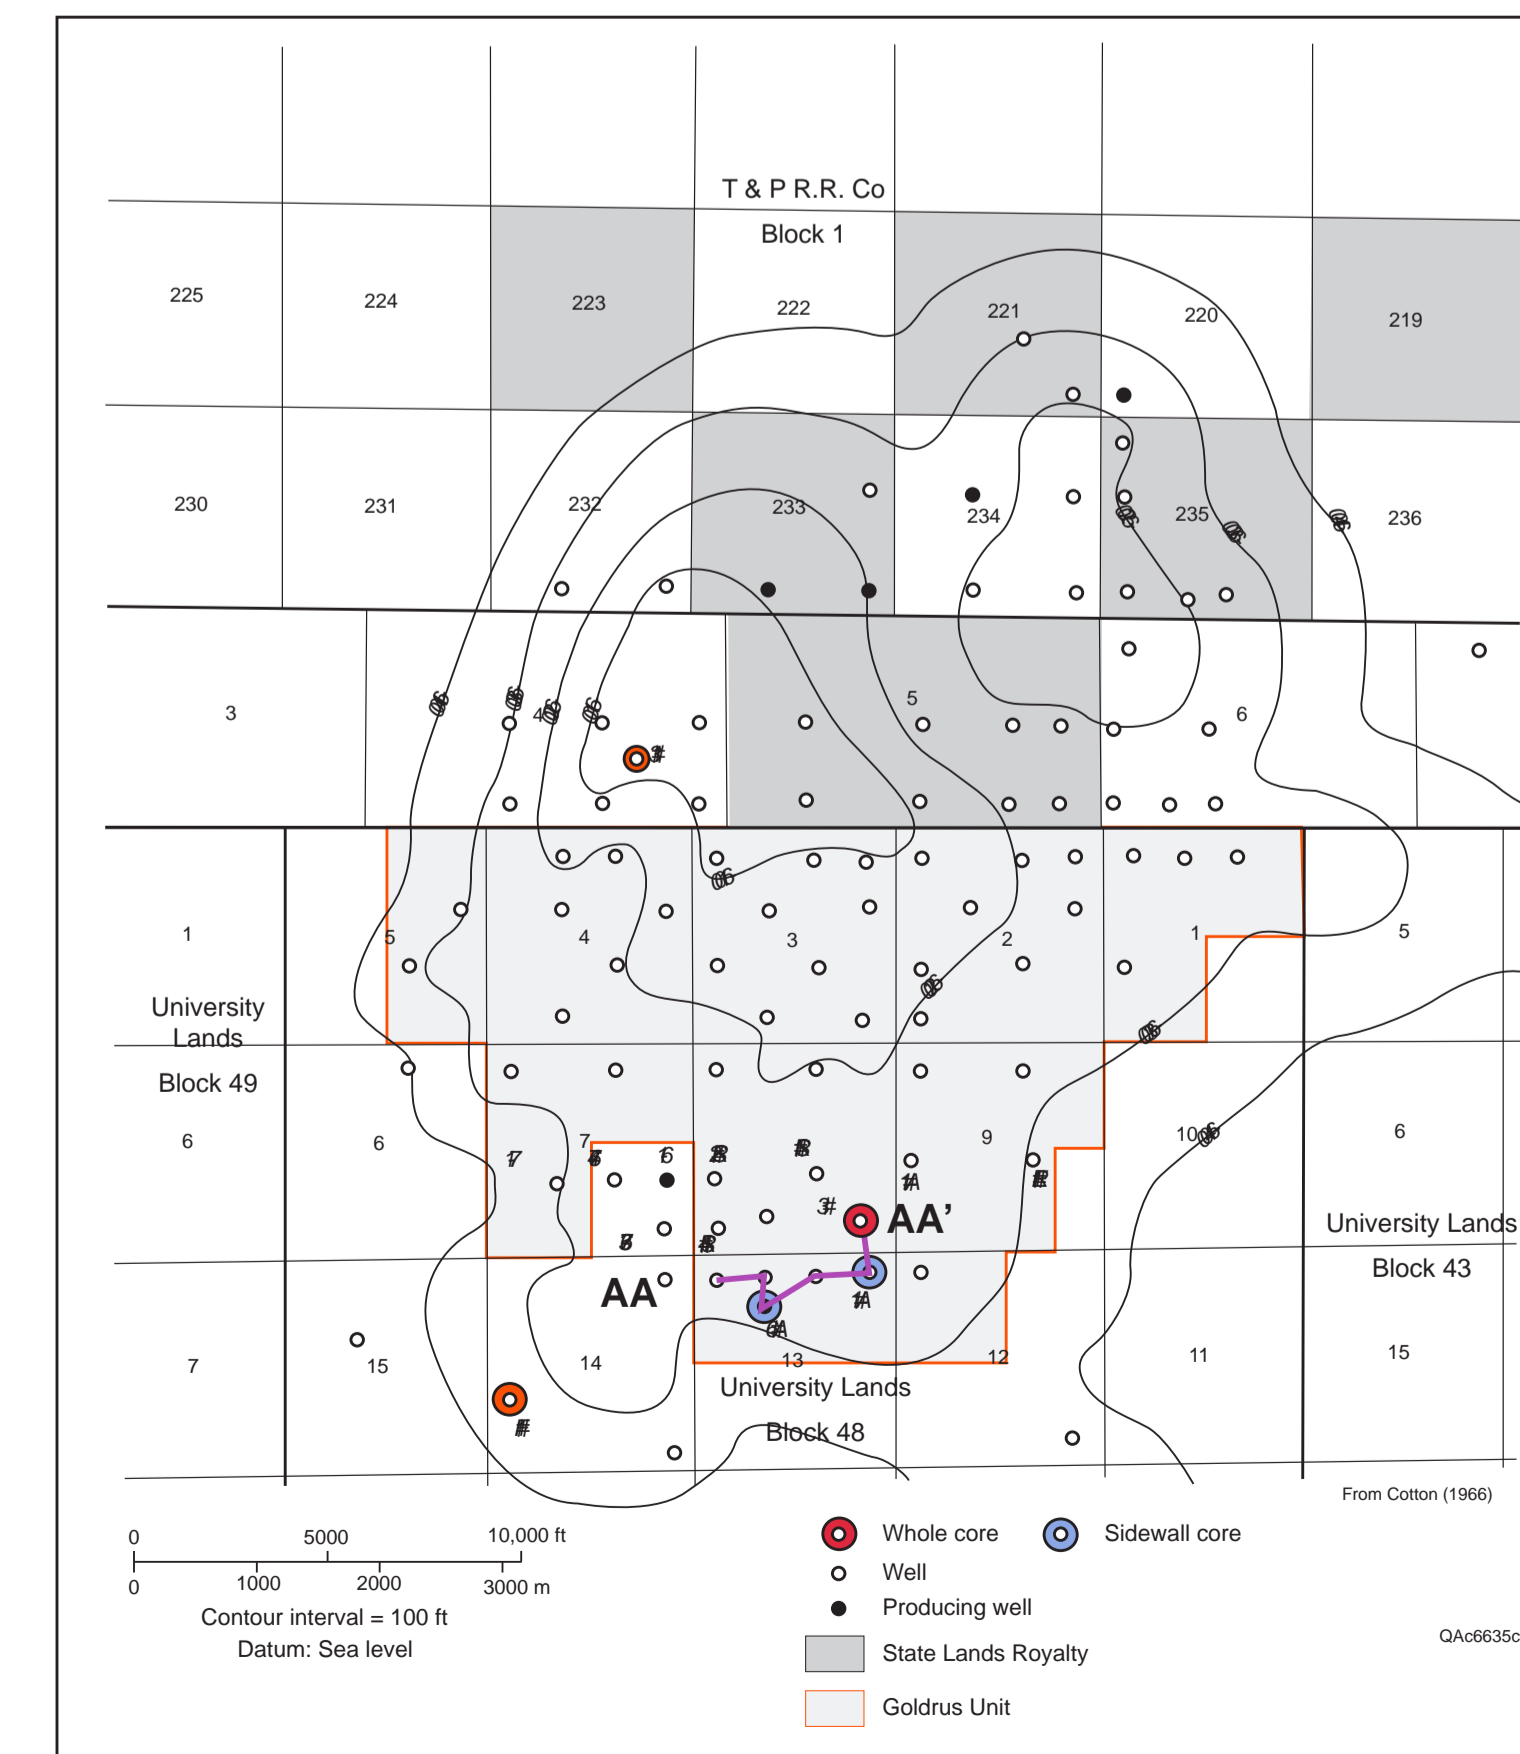 T & P R.R. Co
Block 1
225
224
223
222
221
220
219
230
231
232
233
234
235
236
3
4
5
6
1
5
4
3
2
1
5
University
Lands
Block 49
6
6
7
9
10
6
3#
AA'
University Lands
Block 43
AA
7
15
14
13
12
11
15
University Lands
Block 48
From Cotton (1966)
0
5000
10,000 ft
0
1000
2000
3000 m
Contour interval = 100 ft
Datum: Sea level
Whole core
Sidewall core
Well
Producing well
State Lands Royalty
Goldrus Unit
QAc6635c